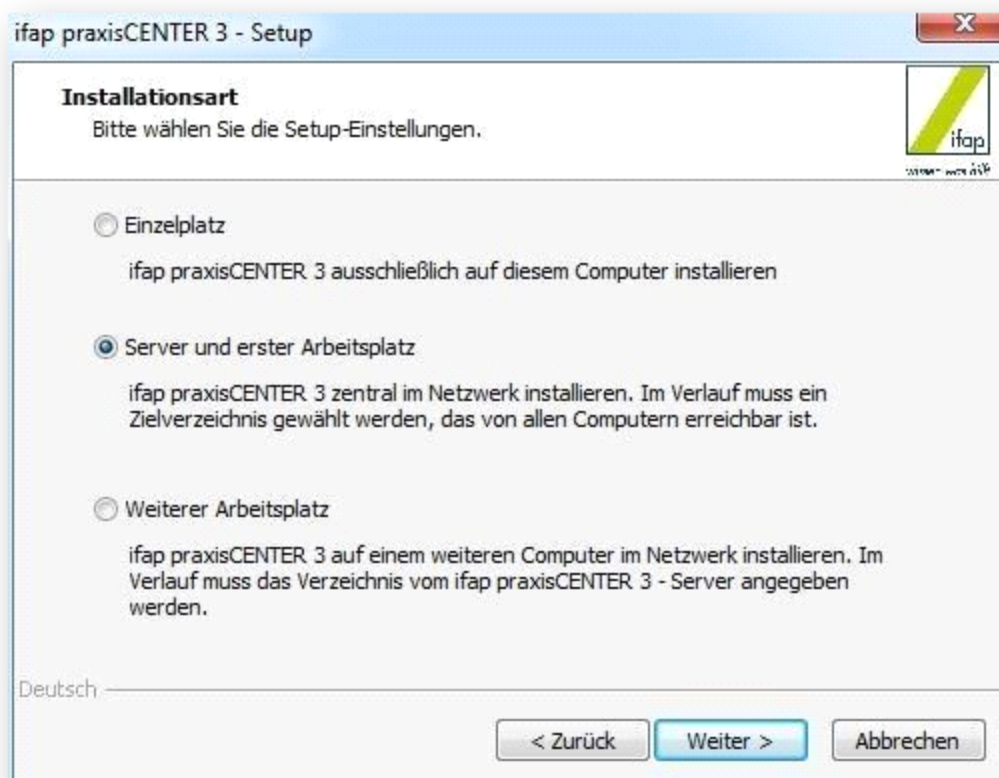 ifap praxisCENTER 3 - Setup
Installationsart
Bitte wählen Sie die Setup-Einstellungen.
ifap
wissen was hilft
Einzelplatz
ifap praxisCENTER 3 ausschließlich auf diesem Computer installieren
Server und erster Arbeitsplatz
ifap praxisCENTER 3 zentral im Netzwerk installieren. Im Verlauf muss ein
Zielverzeichnis gewählt werden, das von allen Computern erreichbar ist.
Weiterer Arbeitsplatz
ifap praxisCENTER 3 auf einem weiteren Computer im Netzwerk installieren. Im
Verlauf muss das Verzeichnis vom ifap praxisCENTER 3 - Server angegeben
werden.
Deutsch
< Zurück
Weiter >
Abbrechen